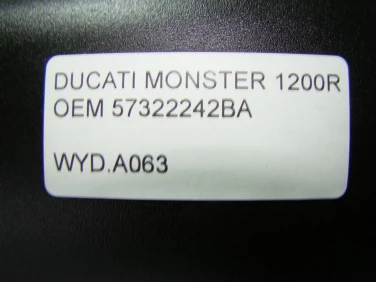 DUCATI MONSTER 1200R
OEM 57322242BA
WYD.A063